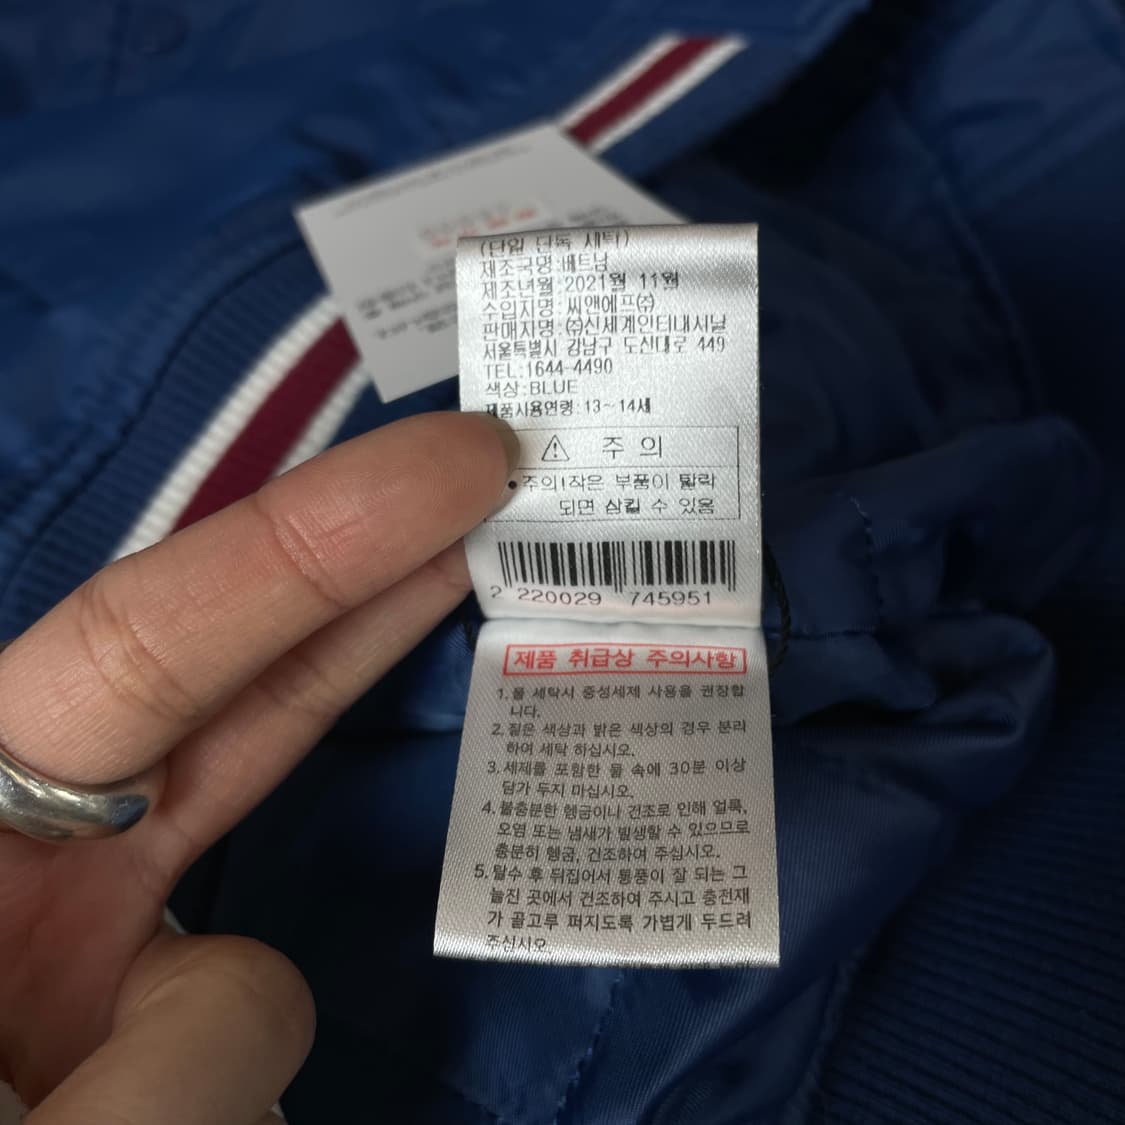 (단일 단독 세탁)
제조국명:베트남
제조년월:2021월 11월
수입자명:씨앤에프㈜
판매자명:㈜신세계인터내셔날
서울특별시 강남구 도산대로 449
TEL:1644-4490
색상:BLUE
제품사용연령:13~14세
주 의
•주의!작은 부품이 탈락
되면 삼킬 수 있음
2 220029 745951
제품 취급상 주의사항
1.물 세탁시 중성세제 사용을 권장합
니다.
2.짙은 색상과 밝은 색상의 경우 분리
하여 세탁 하십시오.
3.세제를 포함한 물 속에 30분 이상
담가 두지 마십시오.
4.불충분한 헹굼이나 건조로 인해 얼룩,
오염 또는 냄새가 발생할 수 있으므로
충분히 헹굼, 건조하여 주십시오.
5.탈수 후 뒤집어서 통풍이 잘 되는 그
늘진 곳에서 건조하여 주시고 충전재
가 골고루 펴지도록 가볍게 두드려
주십시오.